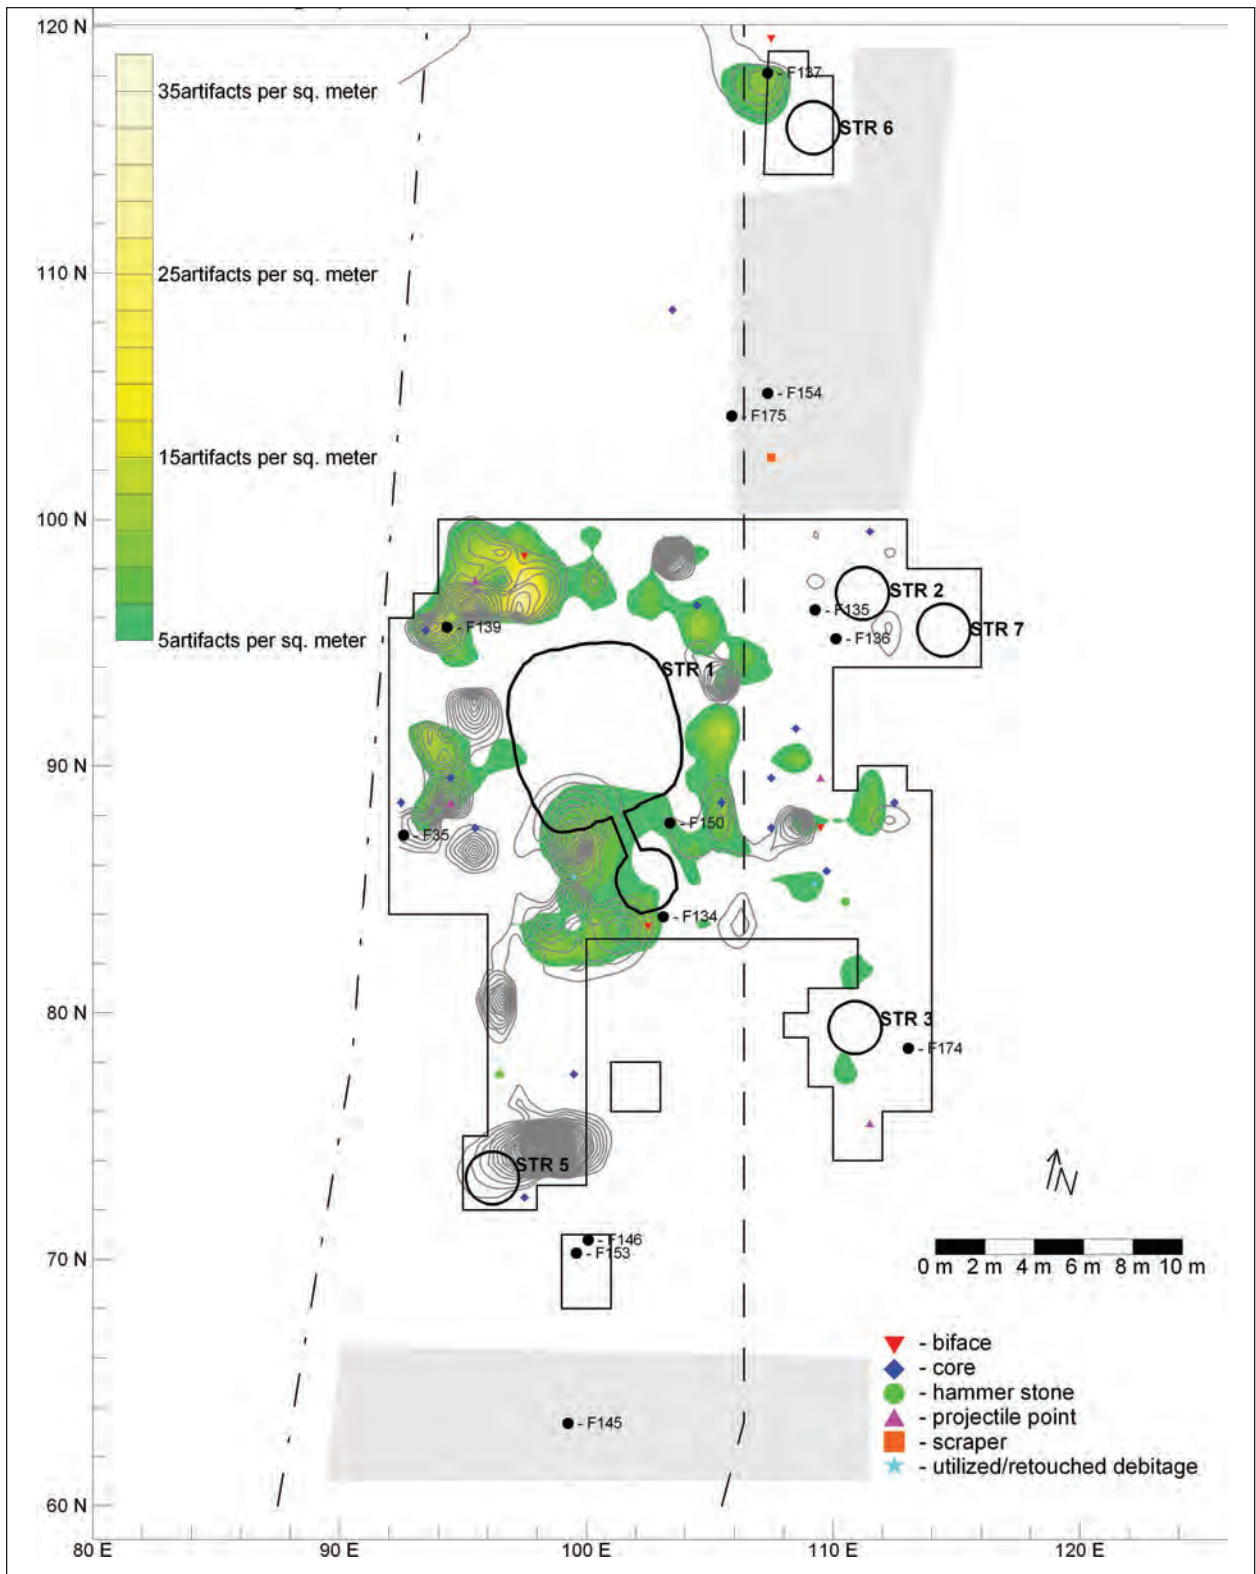 120 N
35artifacts per sq. meter
- F137
STR 6
110 N
25artifacts per sq. meter
- F154
- F175
15artifacts per sq. meter
100 N
STR 2
- F135
STR 7
- F136
- F139
5artifacts per sq. meter
STR 1
90 N
- F150
- F35
- F134
80 N
STR 3
- F174
STR 5
N
- F146
- F153
70 N
0 m 2 m 4 m 6 m 8 m 10 m
- biface
- core
- hammer stone
- projectile point
- scraper
- utilized/retouched debitage
- F145
60 N
80 E 90 E 100 E 110 E 120 E